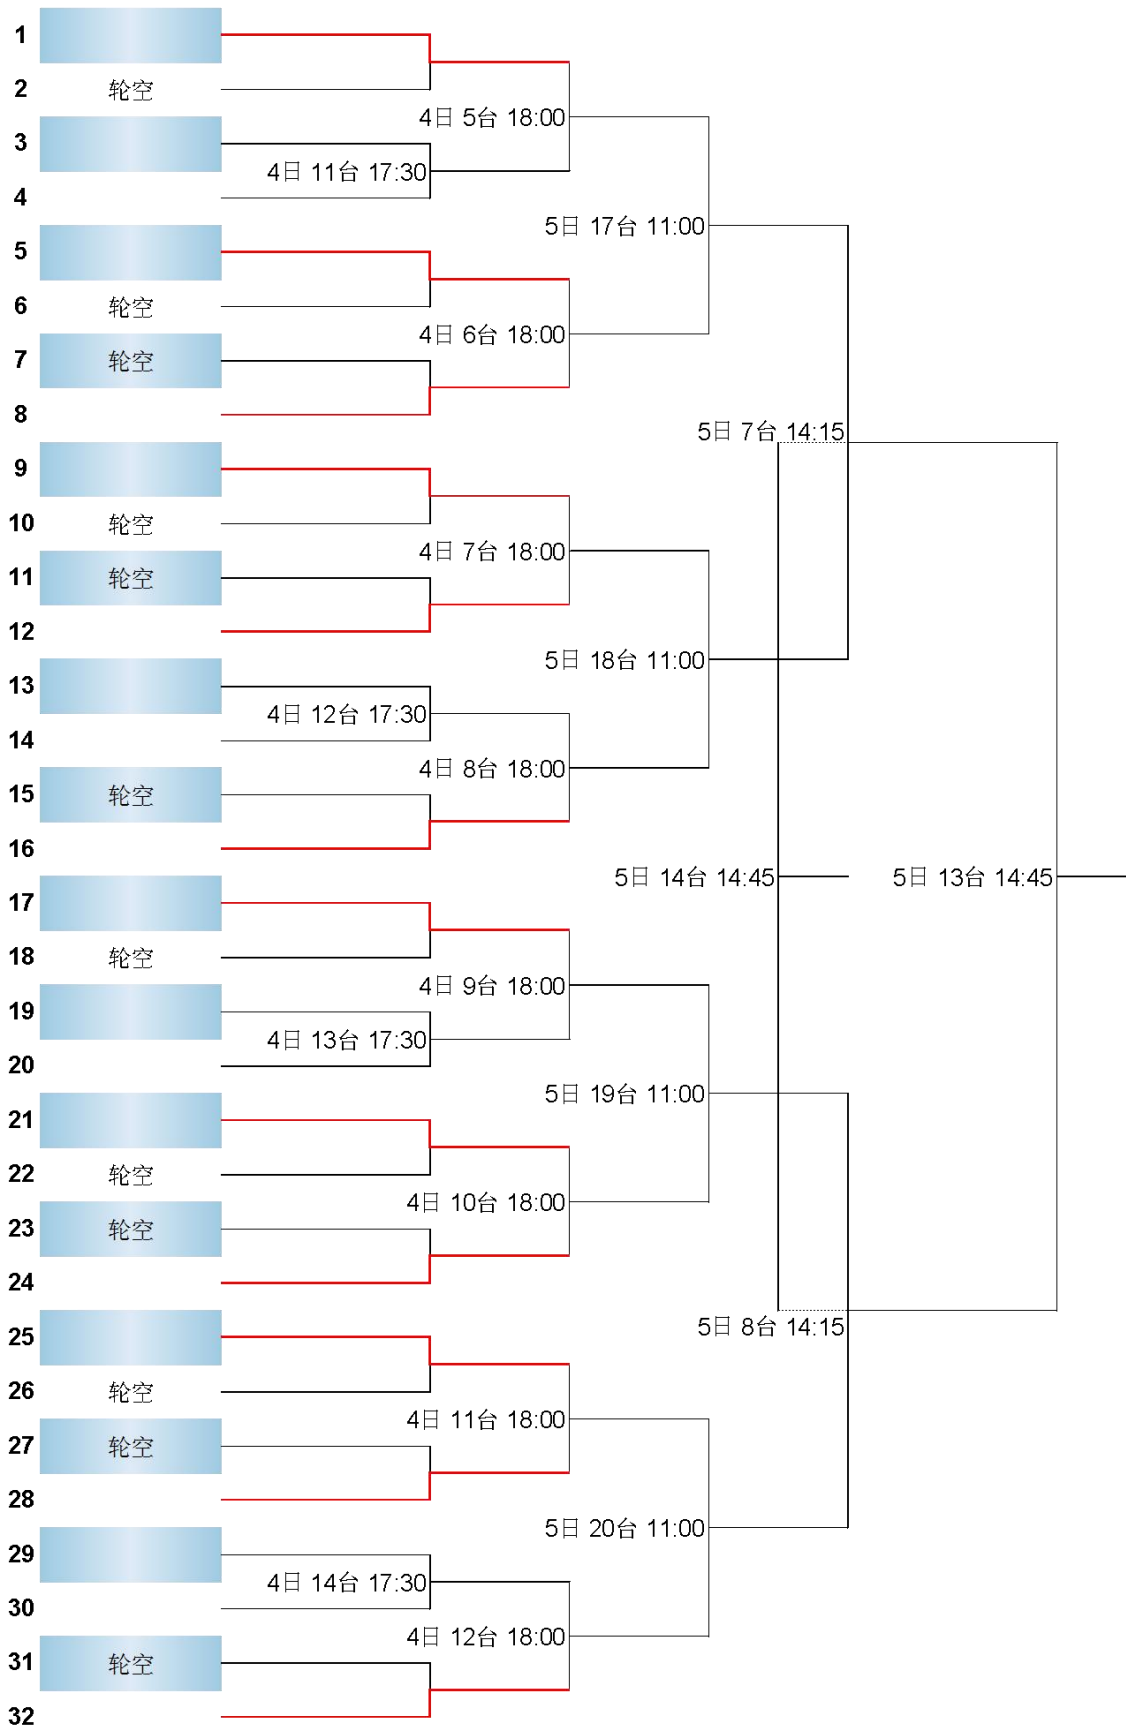 1
2 轮空
4日 5台 18:00
3
4日 11台 17:30
4
5日 17台 11:00
5
6 轮空
4日 6台 18:00
7 轮空
8
5日 7台 14:15
9
10 轮空
4日 7台 18:00
11 轮空
12
5日 18台 11:00
13
4日 12台 17:30
14
4日 8台 18:00
15 轮空
16
5日 14台 14:45
5日 13台 14:45
17
18 轮空
4日 9台 18:00
19
4日 13台 17:30
20
5日 19台 11:00
21
22 轮空
4日 10台 18:00
23 轮空
24
5日 8台 14:15
25
26 轮空
4日 11台 18:00
27 轮空
28
5日 20台 11:00
29
4日 14台 17:30
30
4日 12台 18:00
31 轮空
32